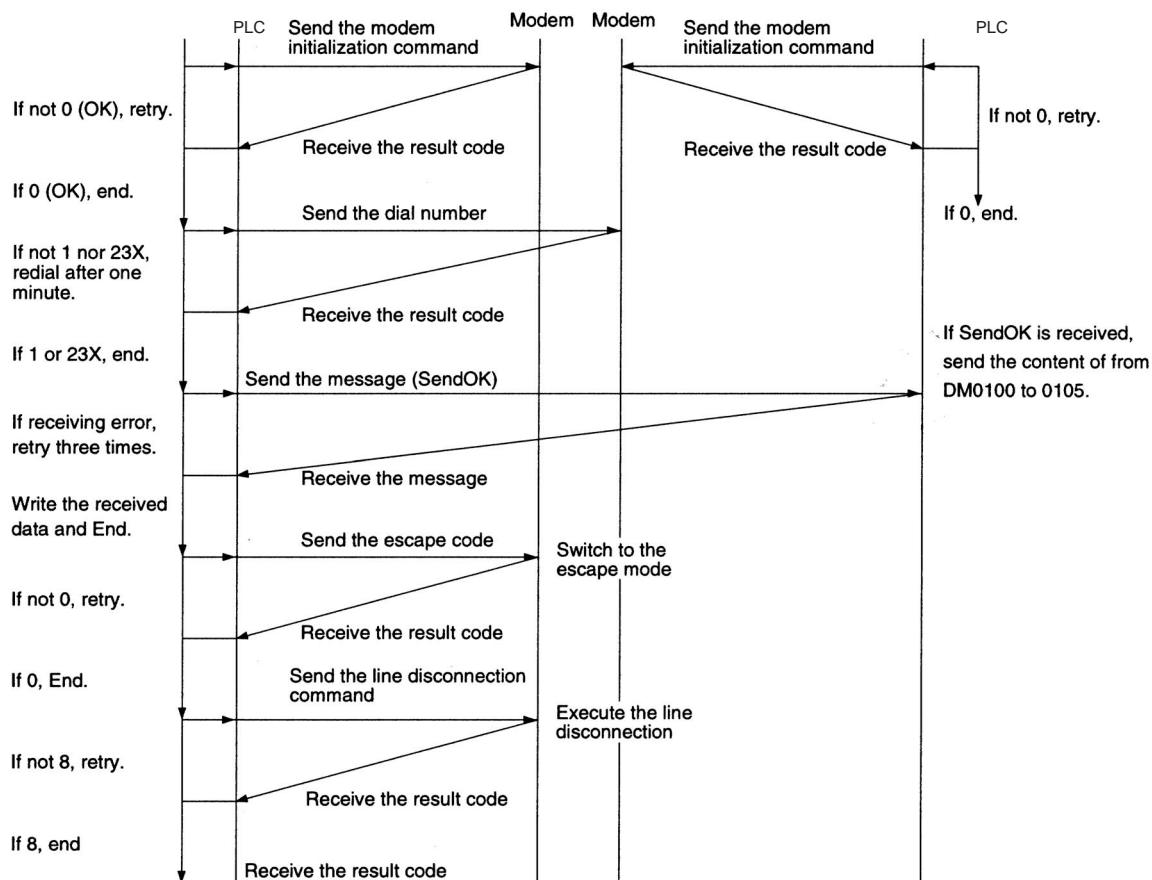 PLC
Send the modem
initialization command
Modem
Modem
Send the modem
initialization command
PLC
If not 0 (OK), retry.
If not 0, retry.
Receive the result code
Receive the result code
If 0 (OK), end.
Send the dial number
If 0, end.
If not 1 nor 23X,
redial after one
minute.
Receive the result code
If SendOK is received,
send the content of from
DM0100 to 0105.
If 1 or 23X, end.
Send the message (SendOK)
If receiving error,
retry three times.
Receive the message
Write the received
data and End.
Send the escape code
Switch to the
escape mode
If not 0, retry.
Receive the result code
If 0, End.
Send the line disconnection
command
Execute the line
disconnection
If not 8, retry.
Receive the result code
If 8, end
Receive the result code